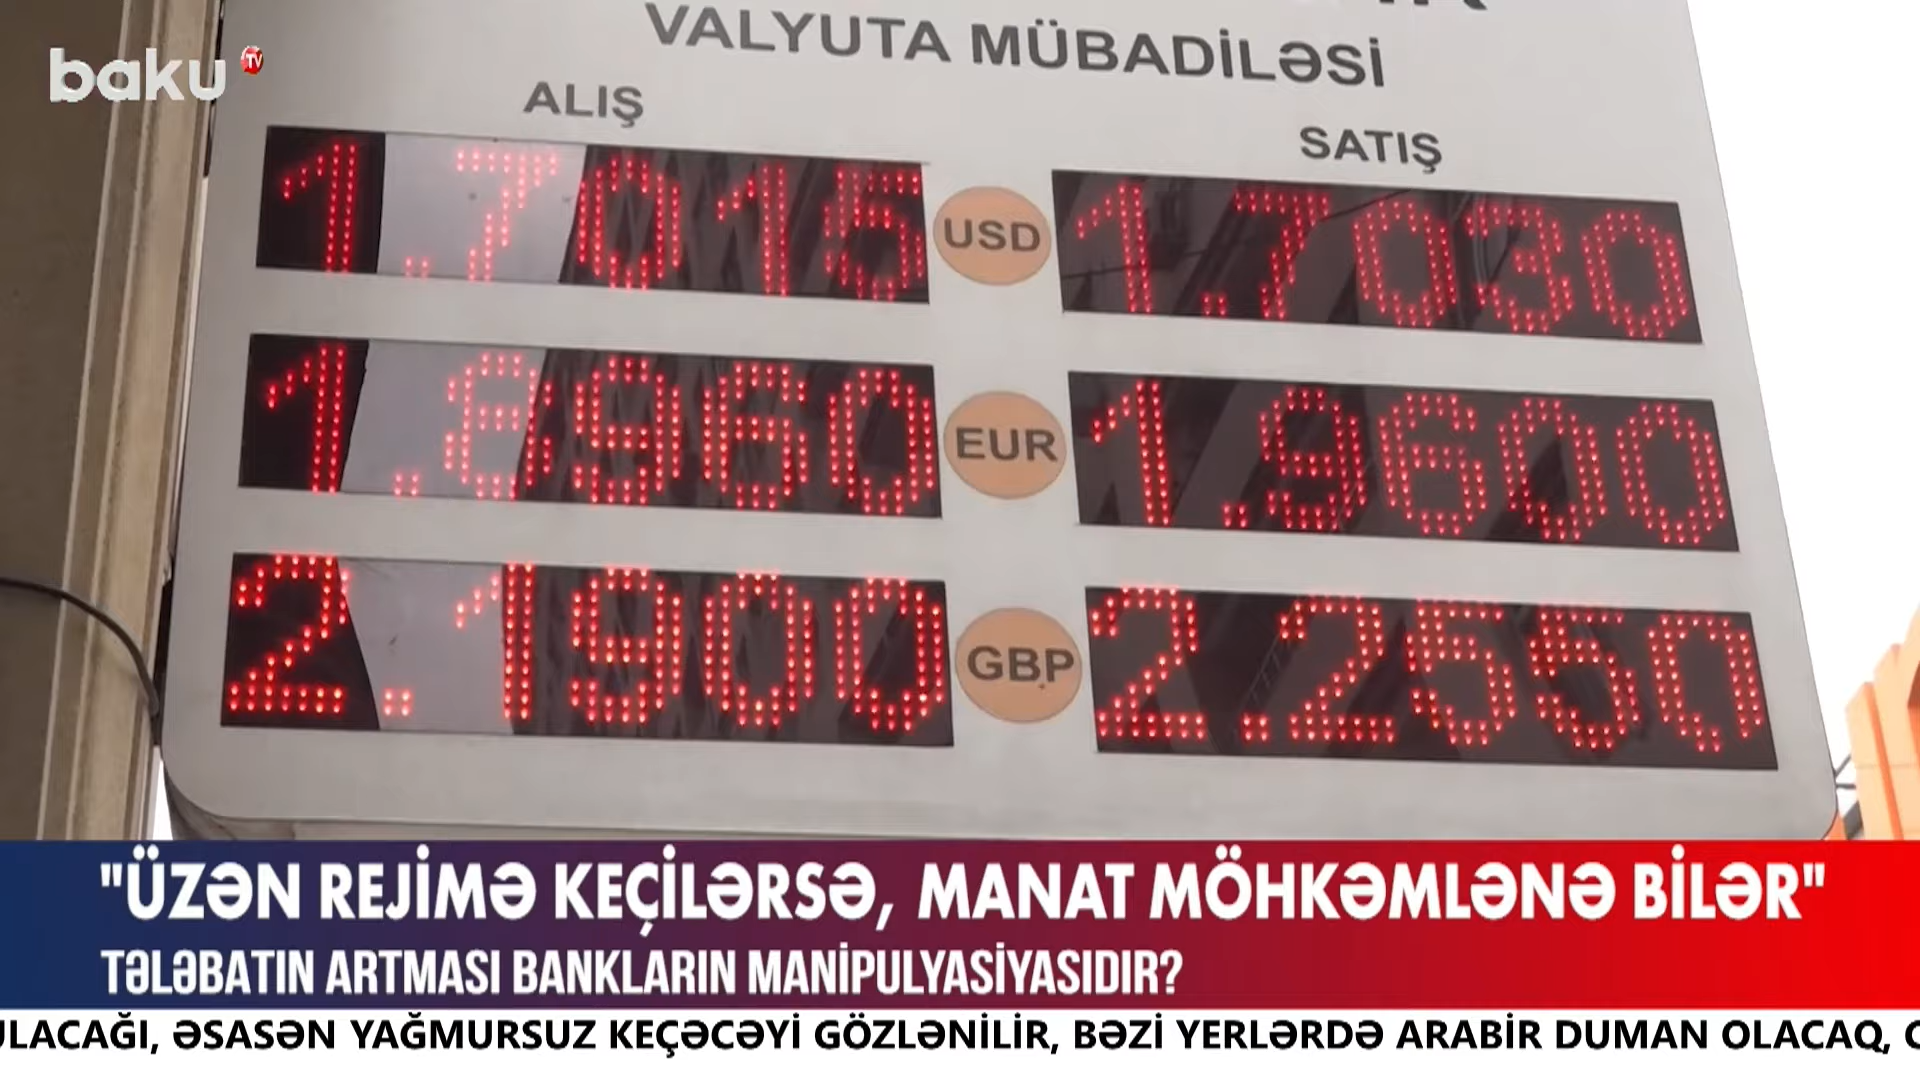 baku TV
VALYUTA MÜBADİLƏSİ
ALIŞ
SATIŞ
1.7015 USD 1.7030
1.8960 EUR 1.9600
2.1900 GBP 2.2550
"ÜZƏN REJİMƏ KEÇİLƏRSƏ, MANAT MÖHKƏMLƏNƏ BİLƏR"
TƏLƏBATIN ARTMASI BANKLARIN MANİPULYASİYASIDIR?
ULACAĞI, ƏSASƏN YAĞMURSUZ KEÇƏCƏYİ GÖZLƏNİLİR, BƏZİ YERLƏRDƏ ARABİR DUMAN OLACAQ,